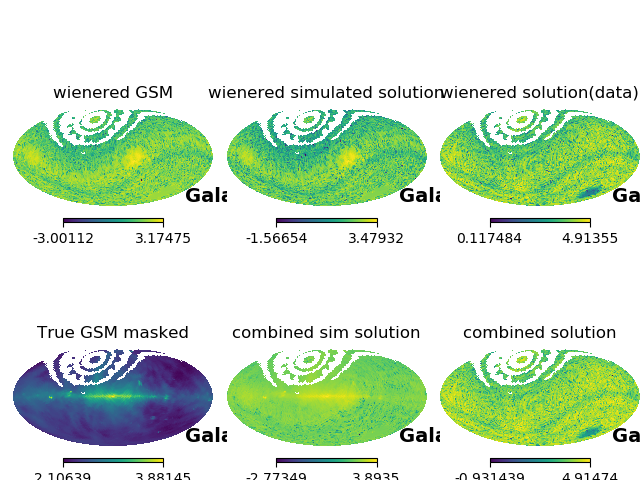 wienered GSM wienered simulated solution wienered solution(data)
Gala Gala Ga
-3.00112 3.17475 -1.56654 3.47932 0.117484 4.91355
True GSM masked combined sim solution combined solution
Gala Gala Ga
2.10639 3.88145 -2.77349 3.8935 -0.931439 4.91474